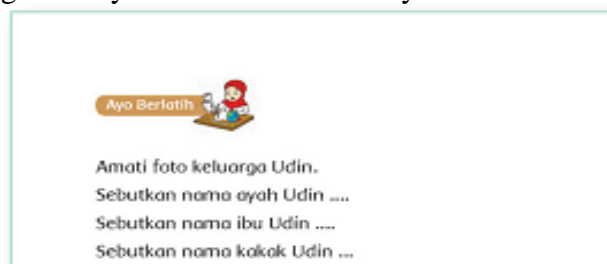 Ayo Berlatih
Amati foto keluarga Udin.
Sebutkan nama ayah Udin ....
Sebutkan nama ibu Udin ....
Sebutkan nama kakak Udin ...